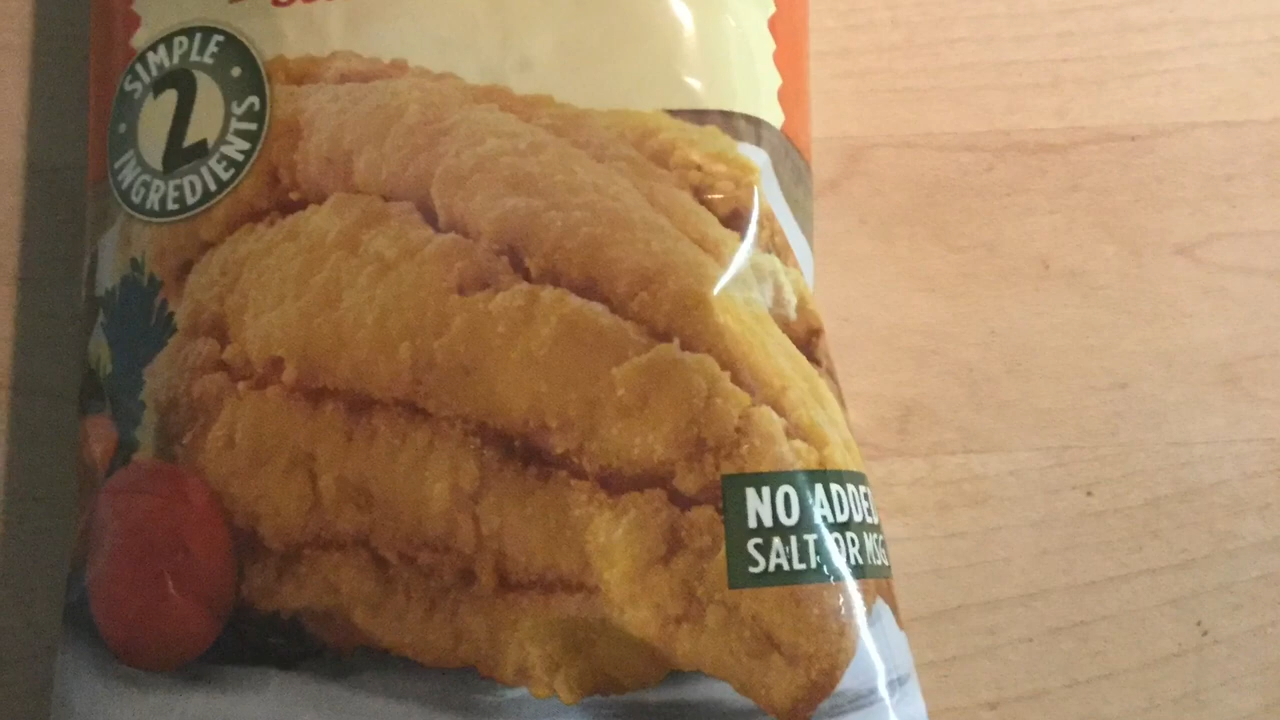 SIMPLE
2
INGREDIENTS
NO ADDED
SALT OR MSG